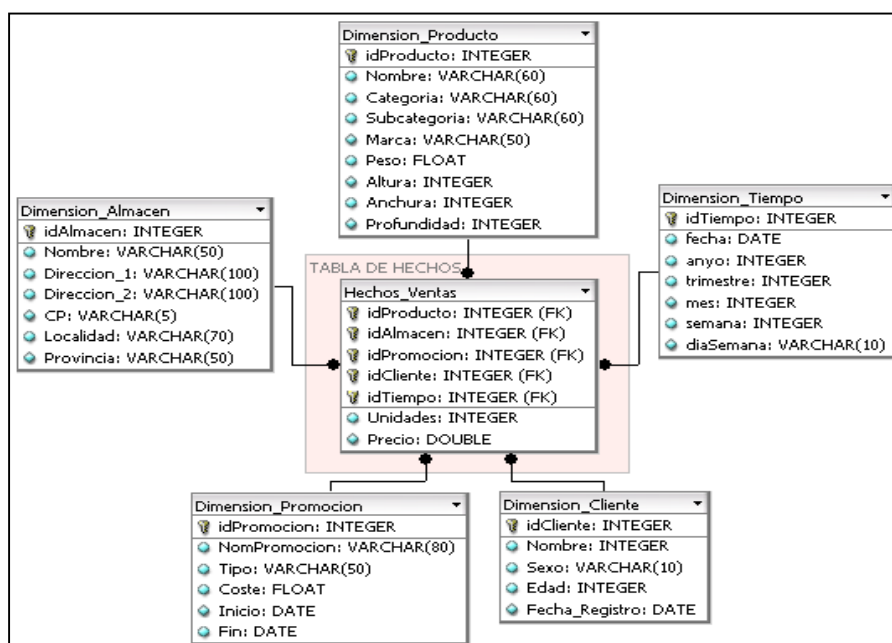 Dimension_Producto
idProducto: INTEGER
Nombre: VARCHAR(60)
Categoria: VARCHAR(60)
Subcategoria: VARCHAR(60)
Marca: VARCHAR(50)
Peso: FLOAT
Altura: INTEGER
Anchura: INTEGER
Profundidad: INTEGER
Dimension_Almacen
idAlmacen: INTEGER
Nombre: VARCHAR(50)
Direccion_1: VARCHAR(100)
Direccion_2: VARCHAR(100)
CP: VARCHAR(5)
Localidad: VARCHAR(70)
Provincia: VARCHAR(50)
TABLA DE HECHOS
Hechos_Ventas
idProducto: INTEGER (FK)
idAlmacen: INTEGER (FK)
idPromocion: INTEGER (FK)
idCliente: INTEGER (FK)
idTiempo: INTEGER (FK)
Unidades: INTEGER
Precio: DOUBLE
Dimension_Tiempo
idTiempo: INTEGER
fecha: DATE
anyo: INTEGER
trimestre: INTEGER
mes: INTEGER
semana: INTEGER
diaSemana: VARCHAR(10)
Dimension_Promocion
idPromocion: INTEGER
NomPromocion: VARCHAR(80)
Tipo: VARCHAR(50)
Coste: FLOAT
Inicio: DATE
Fin: DATE
Dimension_Cliente
idCliente: INTEGER
Nombre: INTEGER
Sexo: VARCHAR(10)
Edad: INTEGER
Fecha_Registro: DATE